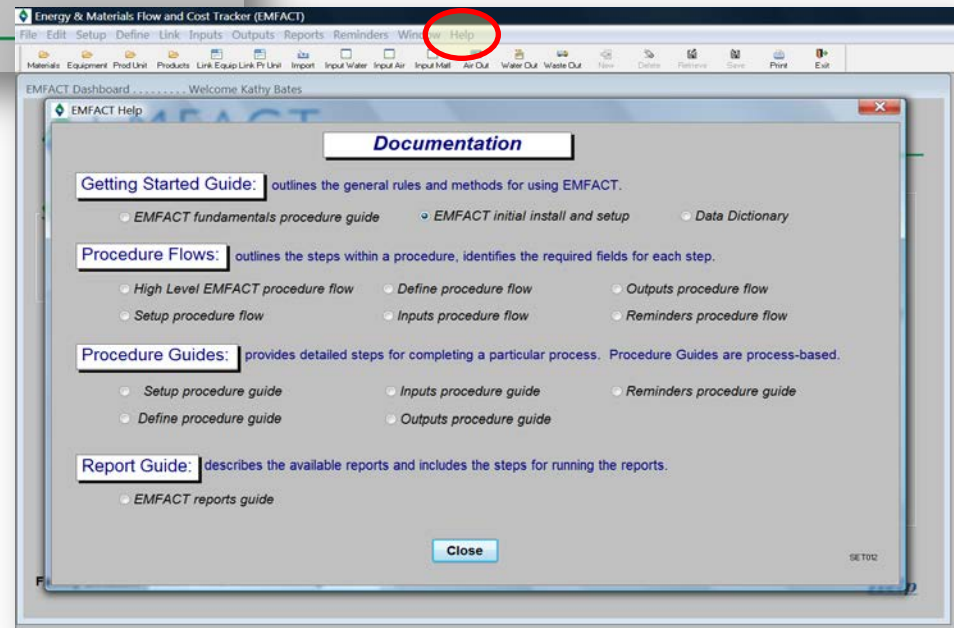 Energy & Materials Flow and Cost Tracker (EMFACT)
File Edit Setup Define Link Inputs Outputs Reports Reminders Window Help
Materials Equipment Prod Unit Products Link Equip Link Pr Unit Import Input Water Input Air Input Matl Air Out Water Out Waste Out New Delete Retrieve Save Print Exit
EMFACT Dashboard . . . . . . . . . Welcome Kathy Bates
EMFACT Help
Documentation
Getting Started Guide: outlines the general rules and methods for using EMFACT.
EMFACT fundamentals procedure guide EMFACT initial install and setup Data Dictionary
Procedure Flows: outlines the steps within a procedure, identifies the required fields for each step.
High Level EMFACT procedure flow Define procedure flow Outputs procedure flow
Setup procedure flow Inputs procedure flow Reminders procedure flow
Procedure Guides: provides detailed steps for completing a particular process. Procedure Guides are process-based.
Setup procedure guide Inputs procedure guide Reminders procedure guide
Define procedure guide Outputs procedure guide
Report Guide: describes the available reports and includes the steps for running the reports.
EMFACT reports guide
Close
SET012